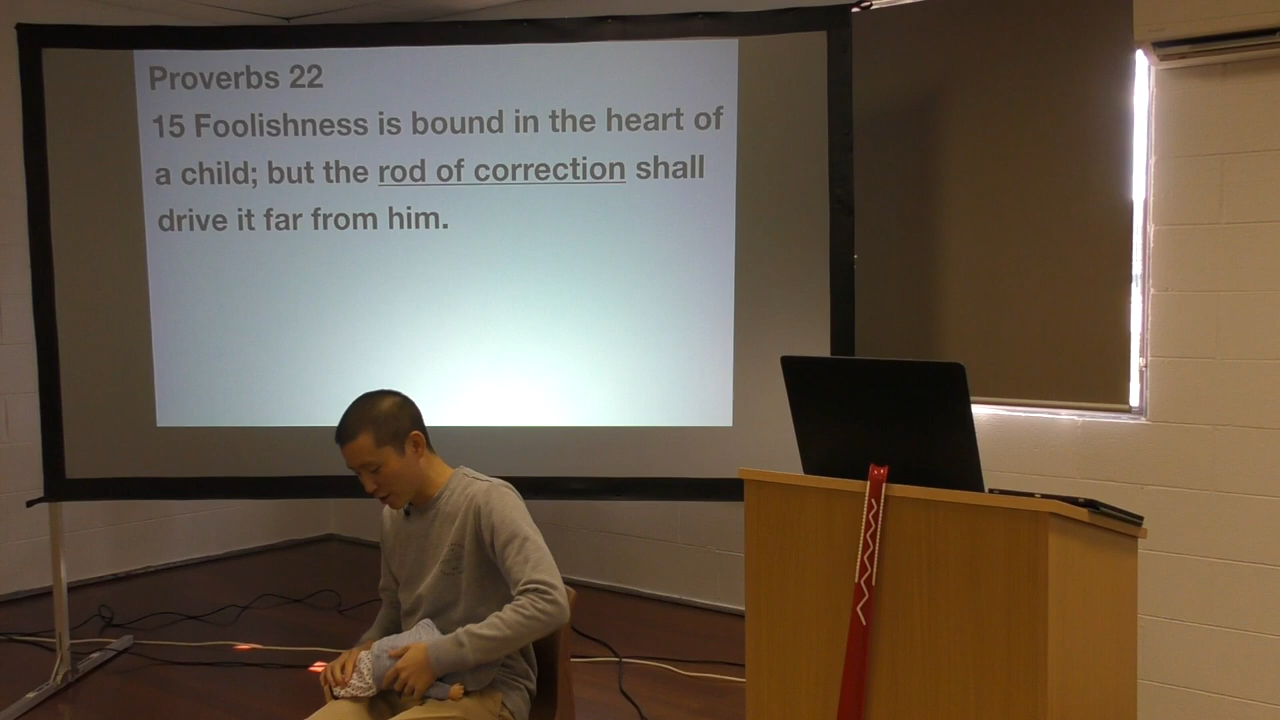 Proverbs 22
15 Foolishness is bound in the heart of
a child; but the rod of correction shall
drive it far from him.